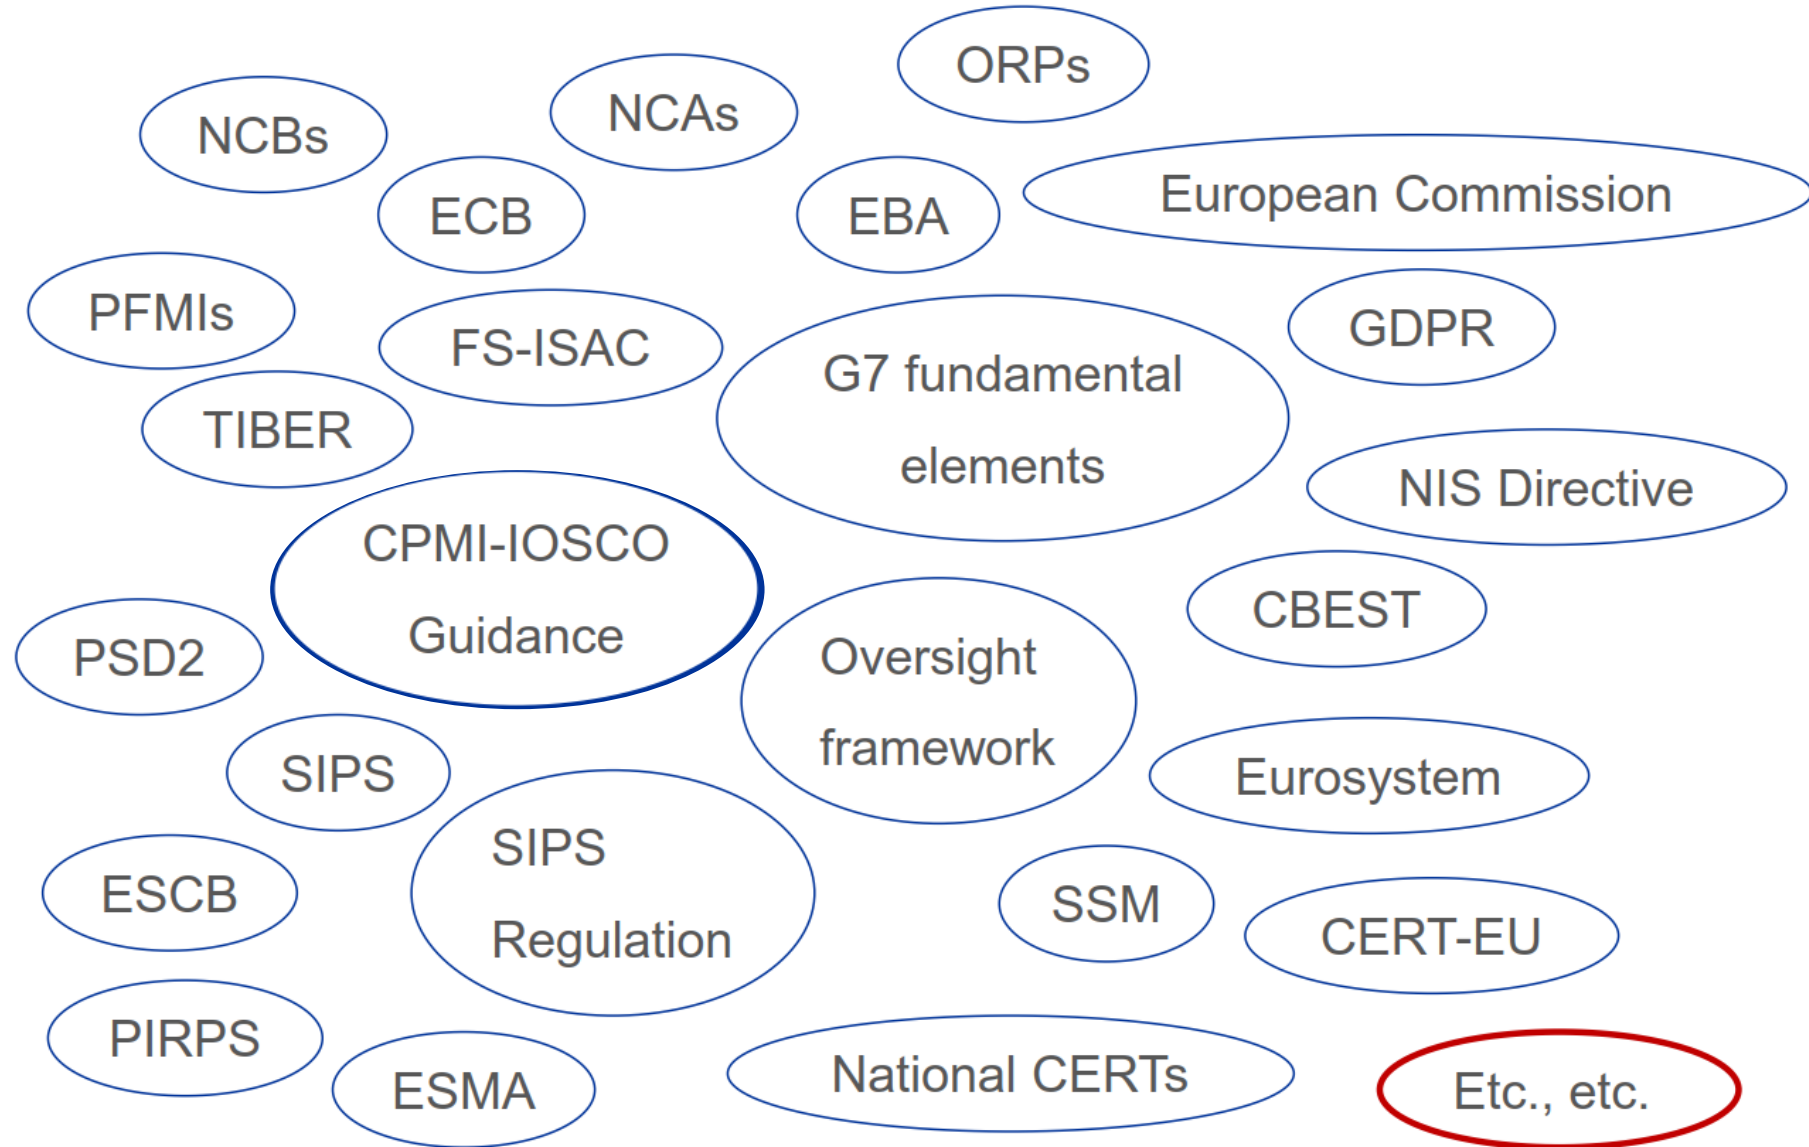 ORPs
NCAs
NCBs
European Commission
ECB
EBA
PFMIs
GDPR
FS-ISAC
G7 fundamental
elements
TIBER
NIS Directive
CPMI-IOSCO
Guidance
CBEST
PSD2
Oversight
framework
SIPS
Eurosystem
SIPS
Regulation
ESCB
SSM
CERT-EU
PIRPS
National CERTs
ESMA
Etc., etc.